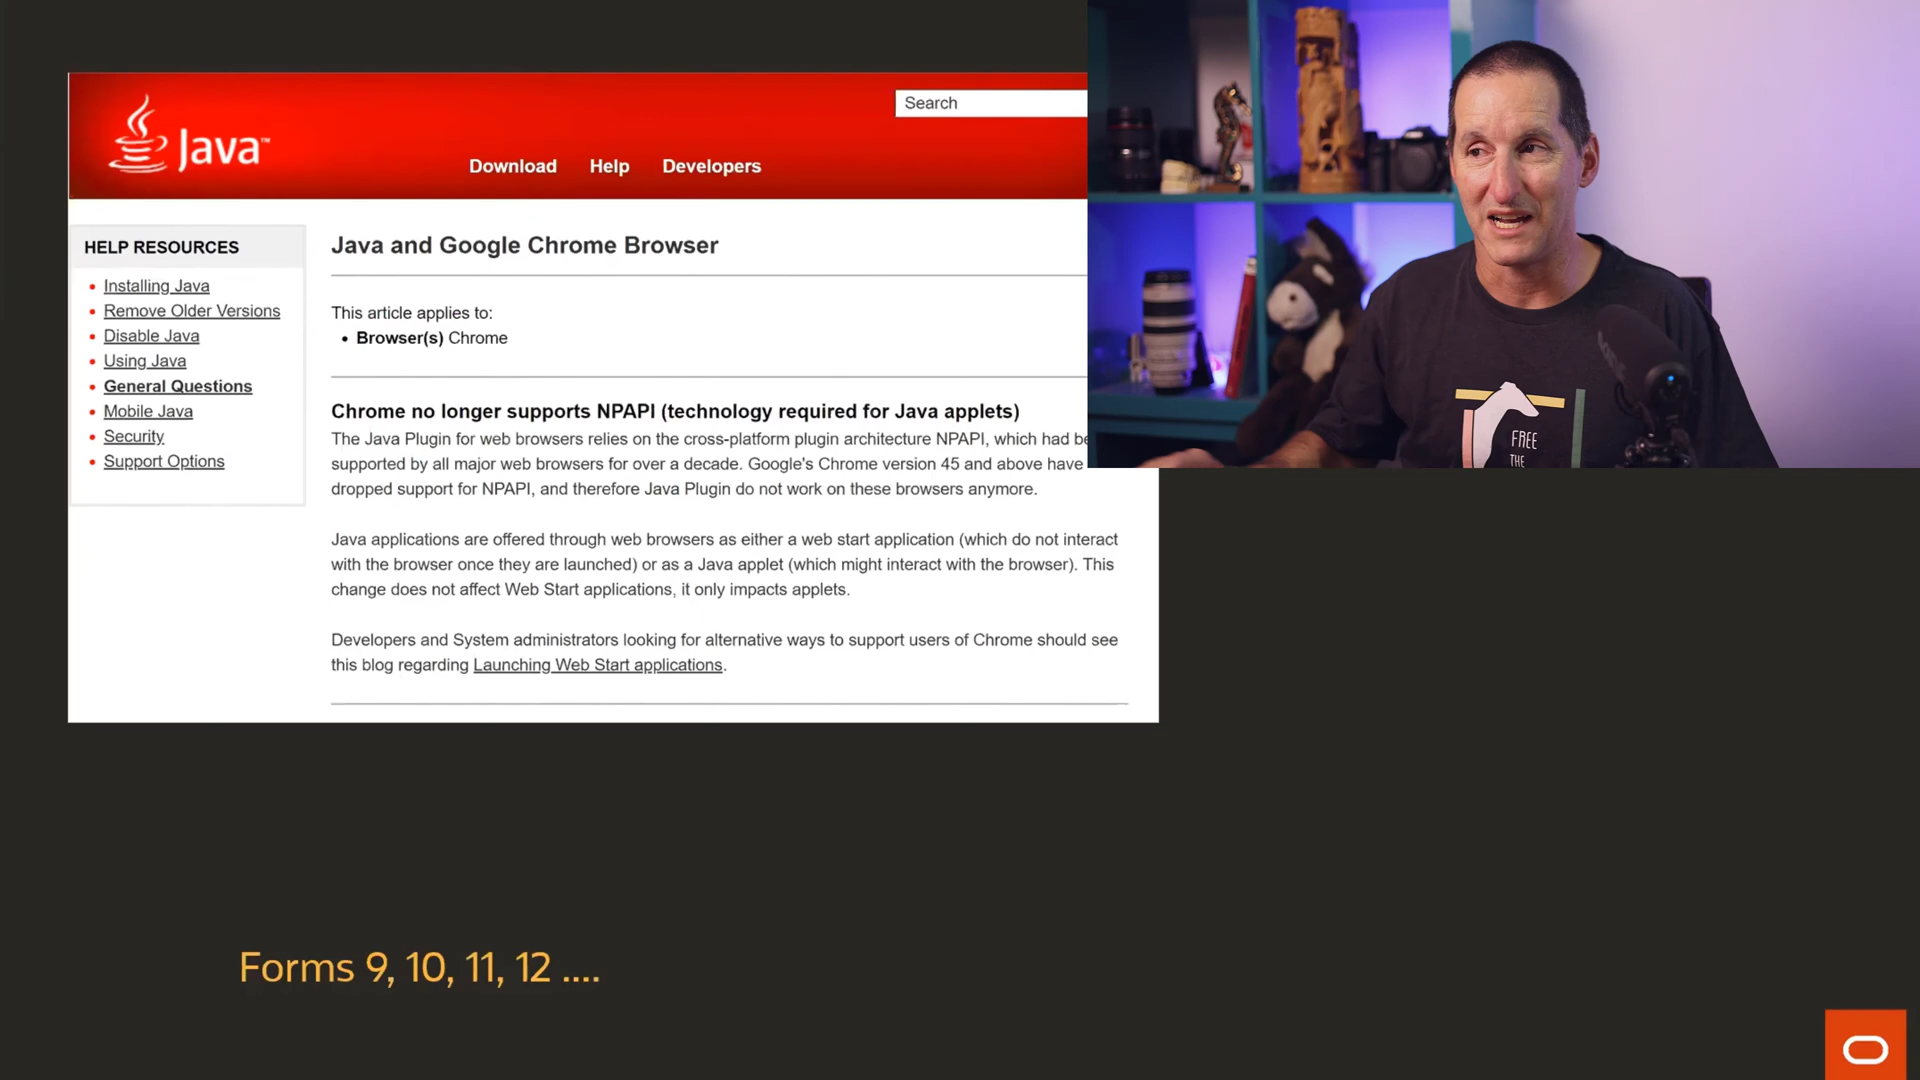 Java™
Search
Download Help Developers
HELP RESOURCES
Installing Java
Remove Older Versions
Disable Java
Using Java
General Questions
Mobile Java
Security
Support Options
Java and Google Chrome Browser
This article applies to:
• Browser(s) Chrome
Chrome no longer supports NPAPI (technology required for Java applets)
The Java Plugin for web browsers relies on the cross-platform plugin architecture NPAPI, which had
supported by all major web browsers for over a decade. Google's Chrome version 45 and above have
dropped support for NPAPI, and therefore Java Plugin do not work on these browsers anymore.
Java applications are offered through web browsers as either a web start application (which do not interact
with the browser once they are launched) or as a Java applet (which might interact with the browser). This
change does not affect Web Start applications, it only impacts applets.
Developers and System administrators looking for alternative ways to support users of Chrome should see
this blog regarding Launching Web Start applications.
FREE
THE
Forms 9, 10, 11, 12 ....